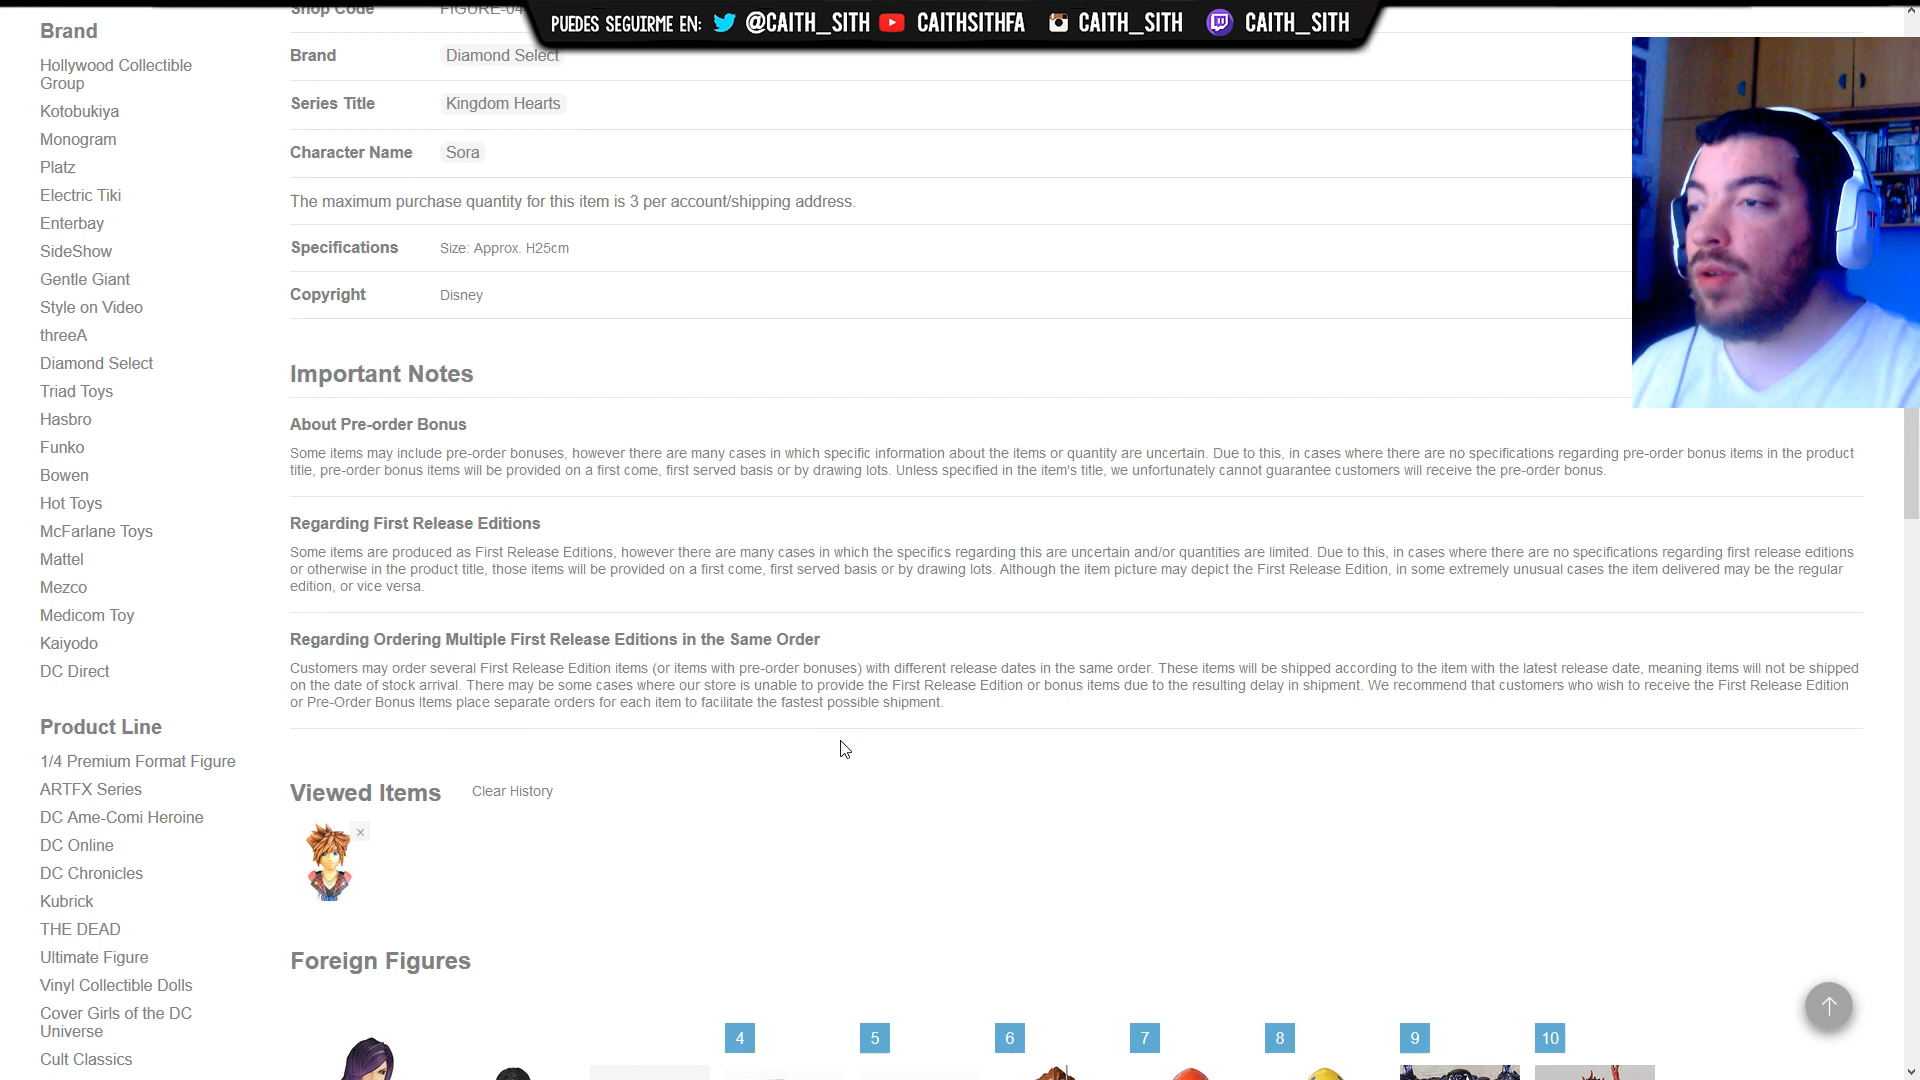 PUEDES SEGUIRME EN: @CAITH_SITH CAITHSITHFA CAITH_SITH CAITH_SITH
Brand
Hollywood Collectible
Group
Kotobukiya
Monogram
Platz
Electric Tiki
Enterbay
SideShow
Gentle Giant
Style on Video
threeA
Diamond Select
Triad Toys
Hasbro
Funko
Bowen
Hot Toys
McFarlane Toys
Mattel
Mezco
Medicom Toy
Kaiyodo
DC Direct
Product Line
1/4 Premium Format Figure
ARTFX Series
DC Ame-Comi Heroine
DC Online
DC Chronicles
Kubrick
THE DEAD
Ultimate Figure
Vinyl Collectible Dolls
Cover Girls of the DC
Universe
Cult Classics
Shop Code
Brand Diamond Select
Series Title Kingdom Hearts
Character Name Sora
The maximum purchase quantity for this item is 3 per account/shipping address.
Specifications Size: Approx. H25cm
Copyright Disney
Important Notes
About Pre-order Bonus
Some items may include pre-order bonuses, however there are many cases in which specific information about the items or quantity are uncertain. Due to this, in cases where there are no specifications regarding pre-order bonus items in the product
title, pre-order bonus items will be provided on a first come, first served basis or by drawing lots. Unless specified in the item's title, we unfortunately cannot guarantee customers will receive the pre-order bonus.
Regarding First Release Editions
Some items are produced as First Release Editions, however there are many cases in which the specifics regarding this are uncertain and/or quantities are limited. Due to this, in cases where there are no specifications regarding first release editions
or otherwise in the product title, those items will be provided on a first come, first served basis or by drawing lots. Although the item picture may depict the First Release Edition, in some extremely unusual cases the item delivered may be the regular
edition, or vice versa.
Regarding Ordering Multiple First Release Editions in the Same Order
Customers may order several First Release Edition items (or items with pre-order bonuses) with different release dates in the same order. These items will be shipped according to the item with the latest release date, meaning items will not be shipped
on the date of stock arrival. There may be some cases where our store is unable to provide the First Release Edition or bonus items due to the resulting delay in shipment. We recommend that customers who wish to receive the First Release Edition
or Pre-Order Bonus Items place separate orders for each item to facilitate the fastest possible shipment.
Viewed Items Clear History
Foreign Figures
4 5 6 7 8 9 10